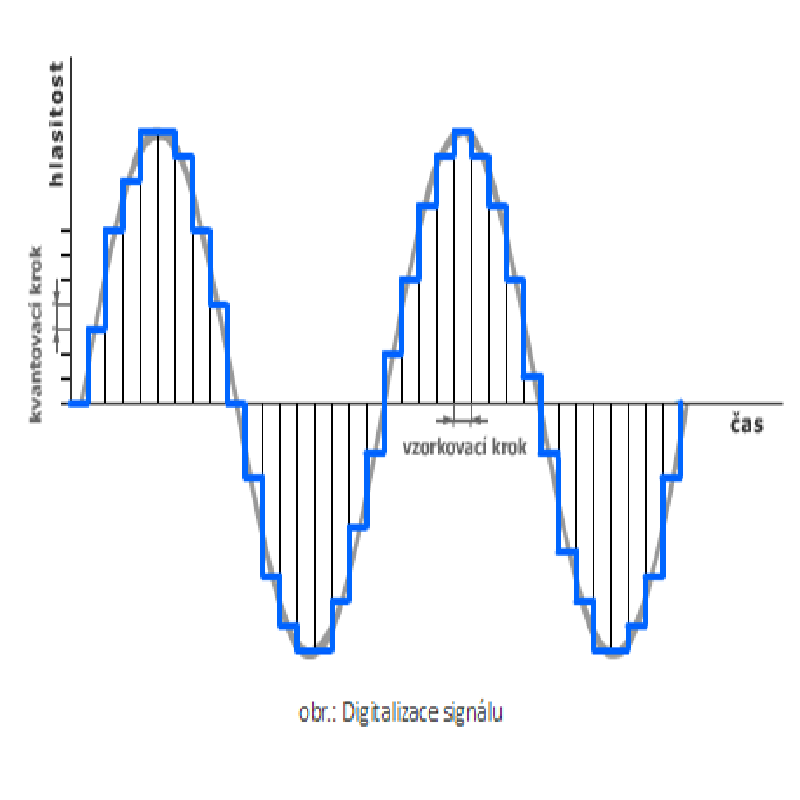 hlasitost
kvantovací krok
čas
vzorkovací krok
obr.: Digitalizace signálu